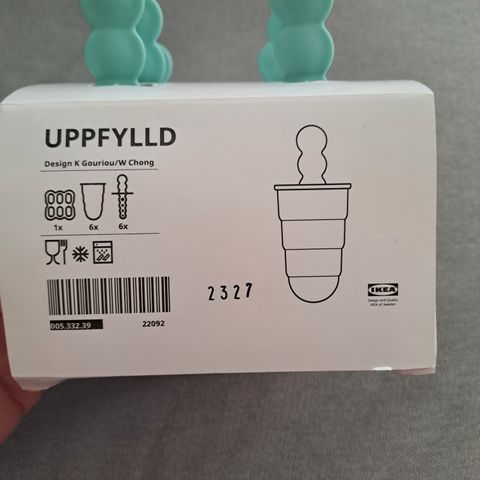 UPPFYLLD
Design K Gouriou/W Chong
1x 6x 6x
2327
005.332.39 22092
IKEA
Design and Quality
IKEA of Sweden